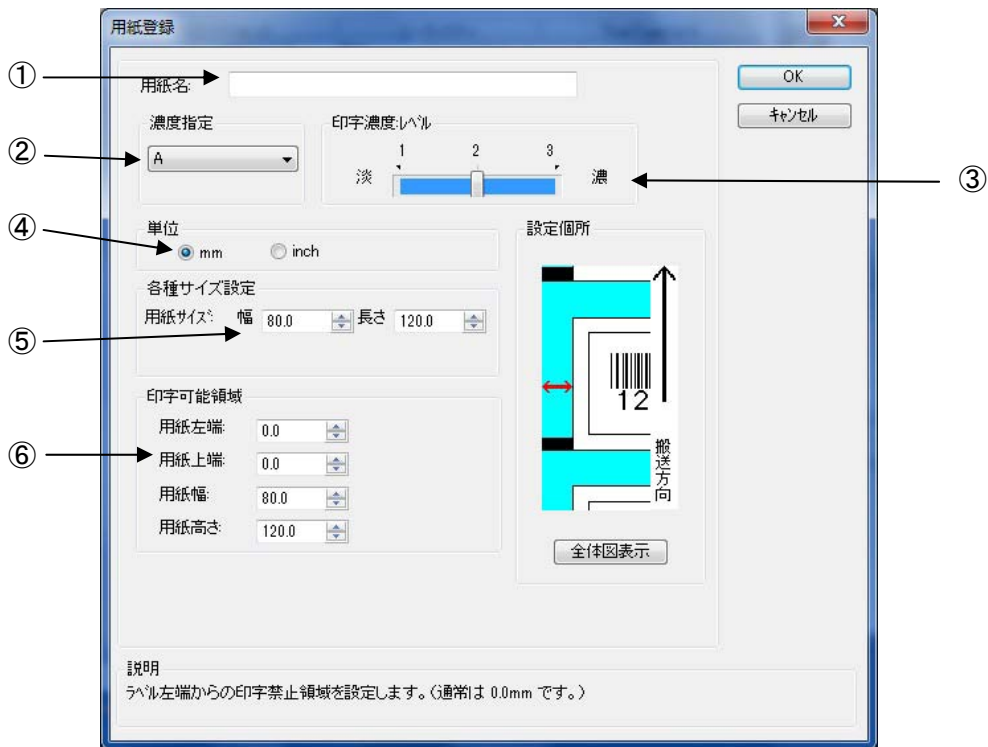 用紙登録
①
用紙名:
OK
キャンセル
濃度指定
印字濃度:レベル
②
A
1 2 3
淡
濃
③
④
単位
mm
inch
設定個所
各種サイズ設定
⑤
用紙サイズ: 幅 80.0 長さ 120.0
印字可能領域
⑥
用紙左端: 0.0
用紙上端: 0.0
用紙幅: 80.0
用紙高さ: 120.0
12
搬送方向
全体図表示
説明
ラベル左端からの印字禁止領域を設定します。(通常は 0.0mm です。)